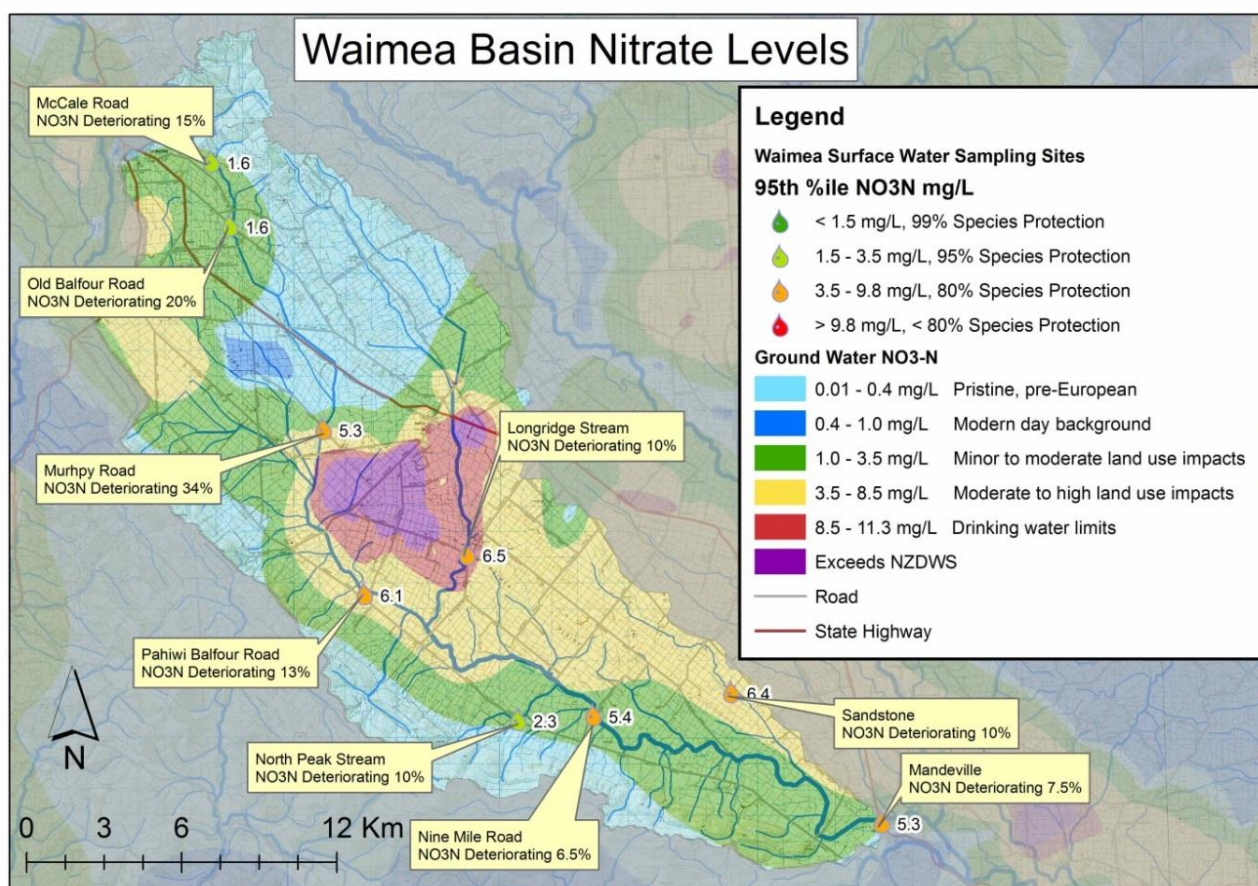 Waimea Basin Nitrate Levels
McCale Road
NO3N Deteriorating 15%
1.6
1.6
Old Balfour Road
NO3N Deteriorating 20%
5.3
Longridge Stream
NO3N Deteriorating 10%
Murhpy Road
NO3N Deteriorating 34%
6.5
6.1
Pahiwi Balfour Road
NO3N Deteriorating 13%
6.4
2.3
5.4
Sandstone
NO3N Deteriorating 10%
North Peak Stream
NO3N Deteriorating 10%
Mandeville
NO3N Deteriorating 7.5%
5.3
Nine Mile Road
NO3N Deteriorating 6.5%
N
0 3 6 12 Km
Legend
Waimea Surface Water Sampling Sites
95th %ile NO3N mg/L
< 1.5 mg/L, 99% Species Protection
1.5 - 3.5 mg/L, 95% Species Protection
3.5 - 9.8 mg/L, 80% Species Protection
> 9.8 mg/L, < 80% Species Protection
Ground Water NO3-N
0.01 - 0.4 mg/L Pristine, pre-European
0.4 - 1.0 mg/L Modern day background
1.0 - 3.5 mg/L Minor to moderate land use impacts
3.5 - 8.5 mg/L Moderate to high land use impacts
8.5 - 11.3 mg/L Drinking water limits
Exceeds NZDWS
Road
State Highway